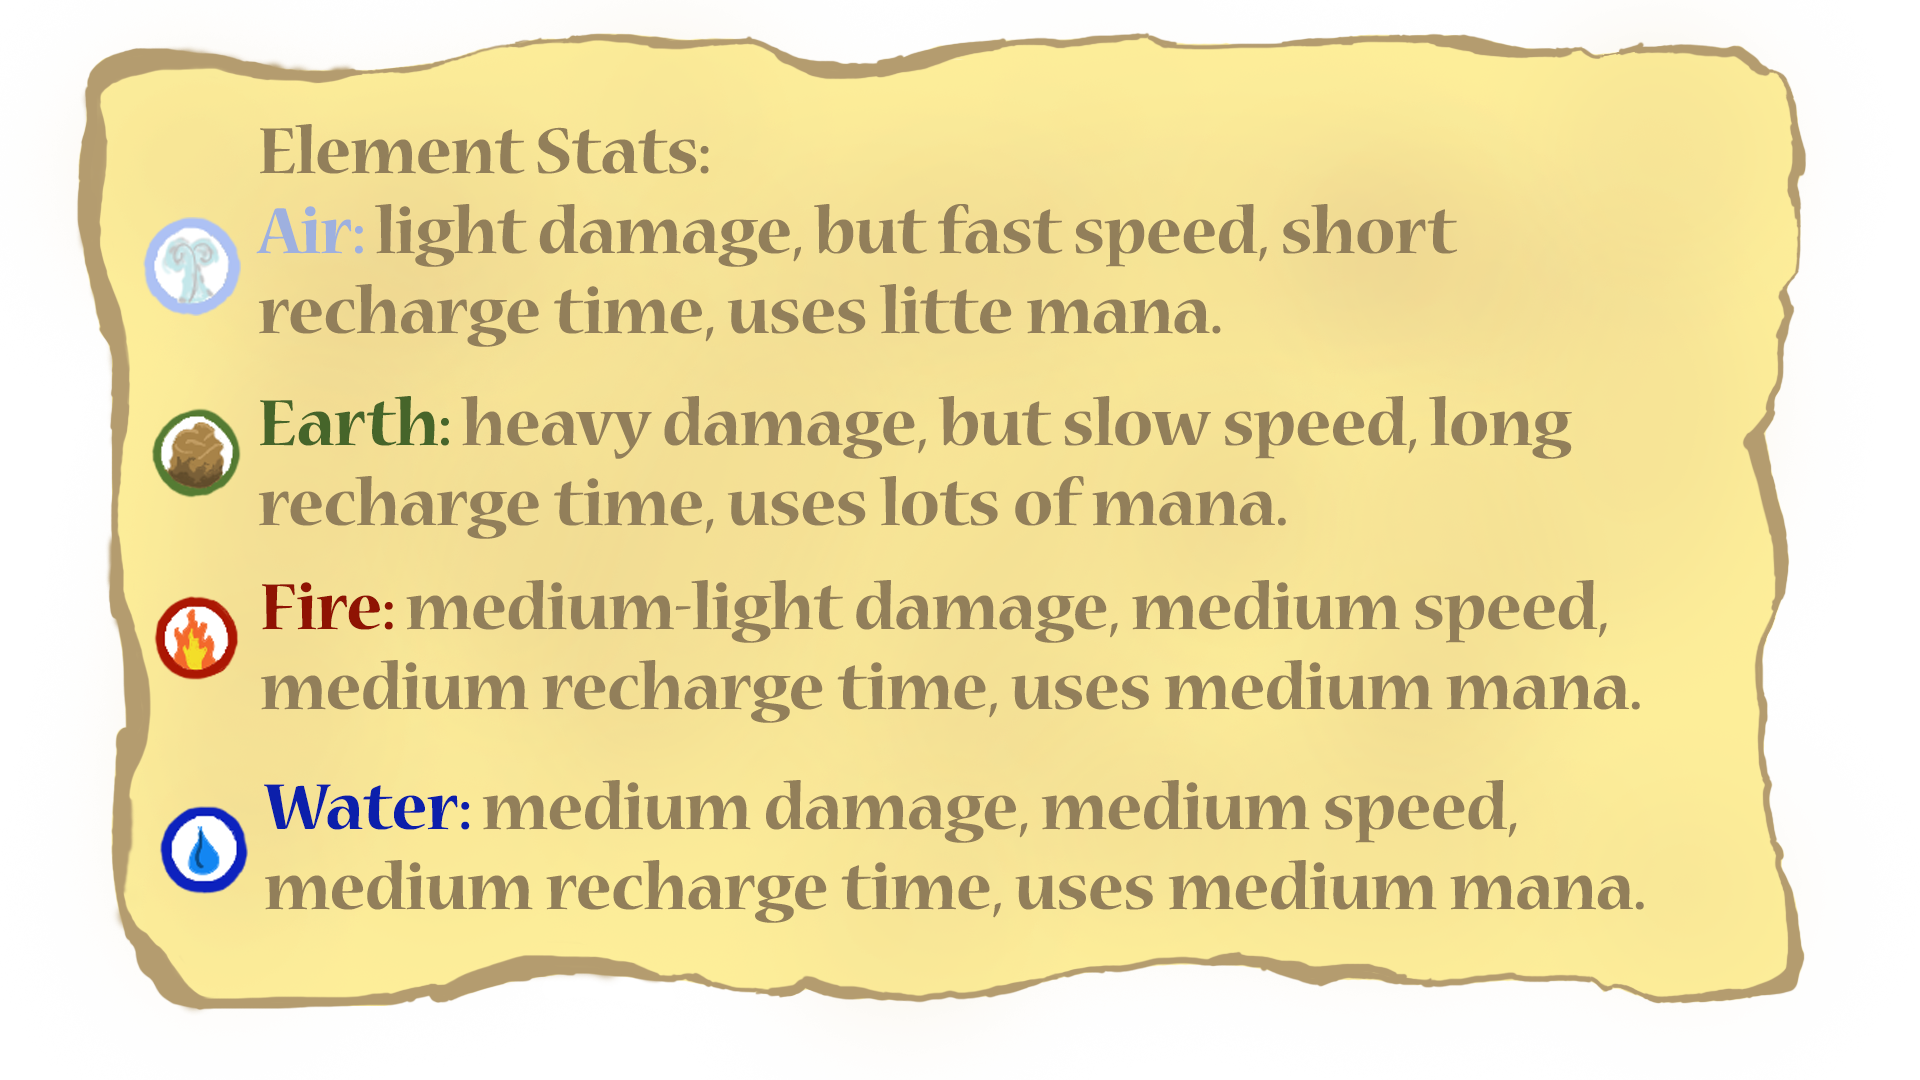 Element Stats:
Air: light damage, but fast speed, short
recharge time, uses litte mana.
Earth: heavy damage, but slow speed, long
recharge time, uses lots of mana.
Fire: medium-light damage, medium speed,
medium recharge time, uses medium mana.
Water: medium damage, medium speed,
medium recharge time, uses medium mana.